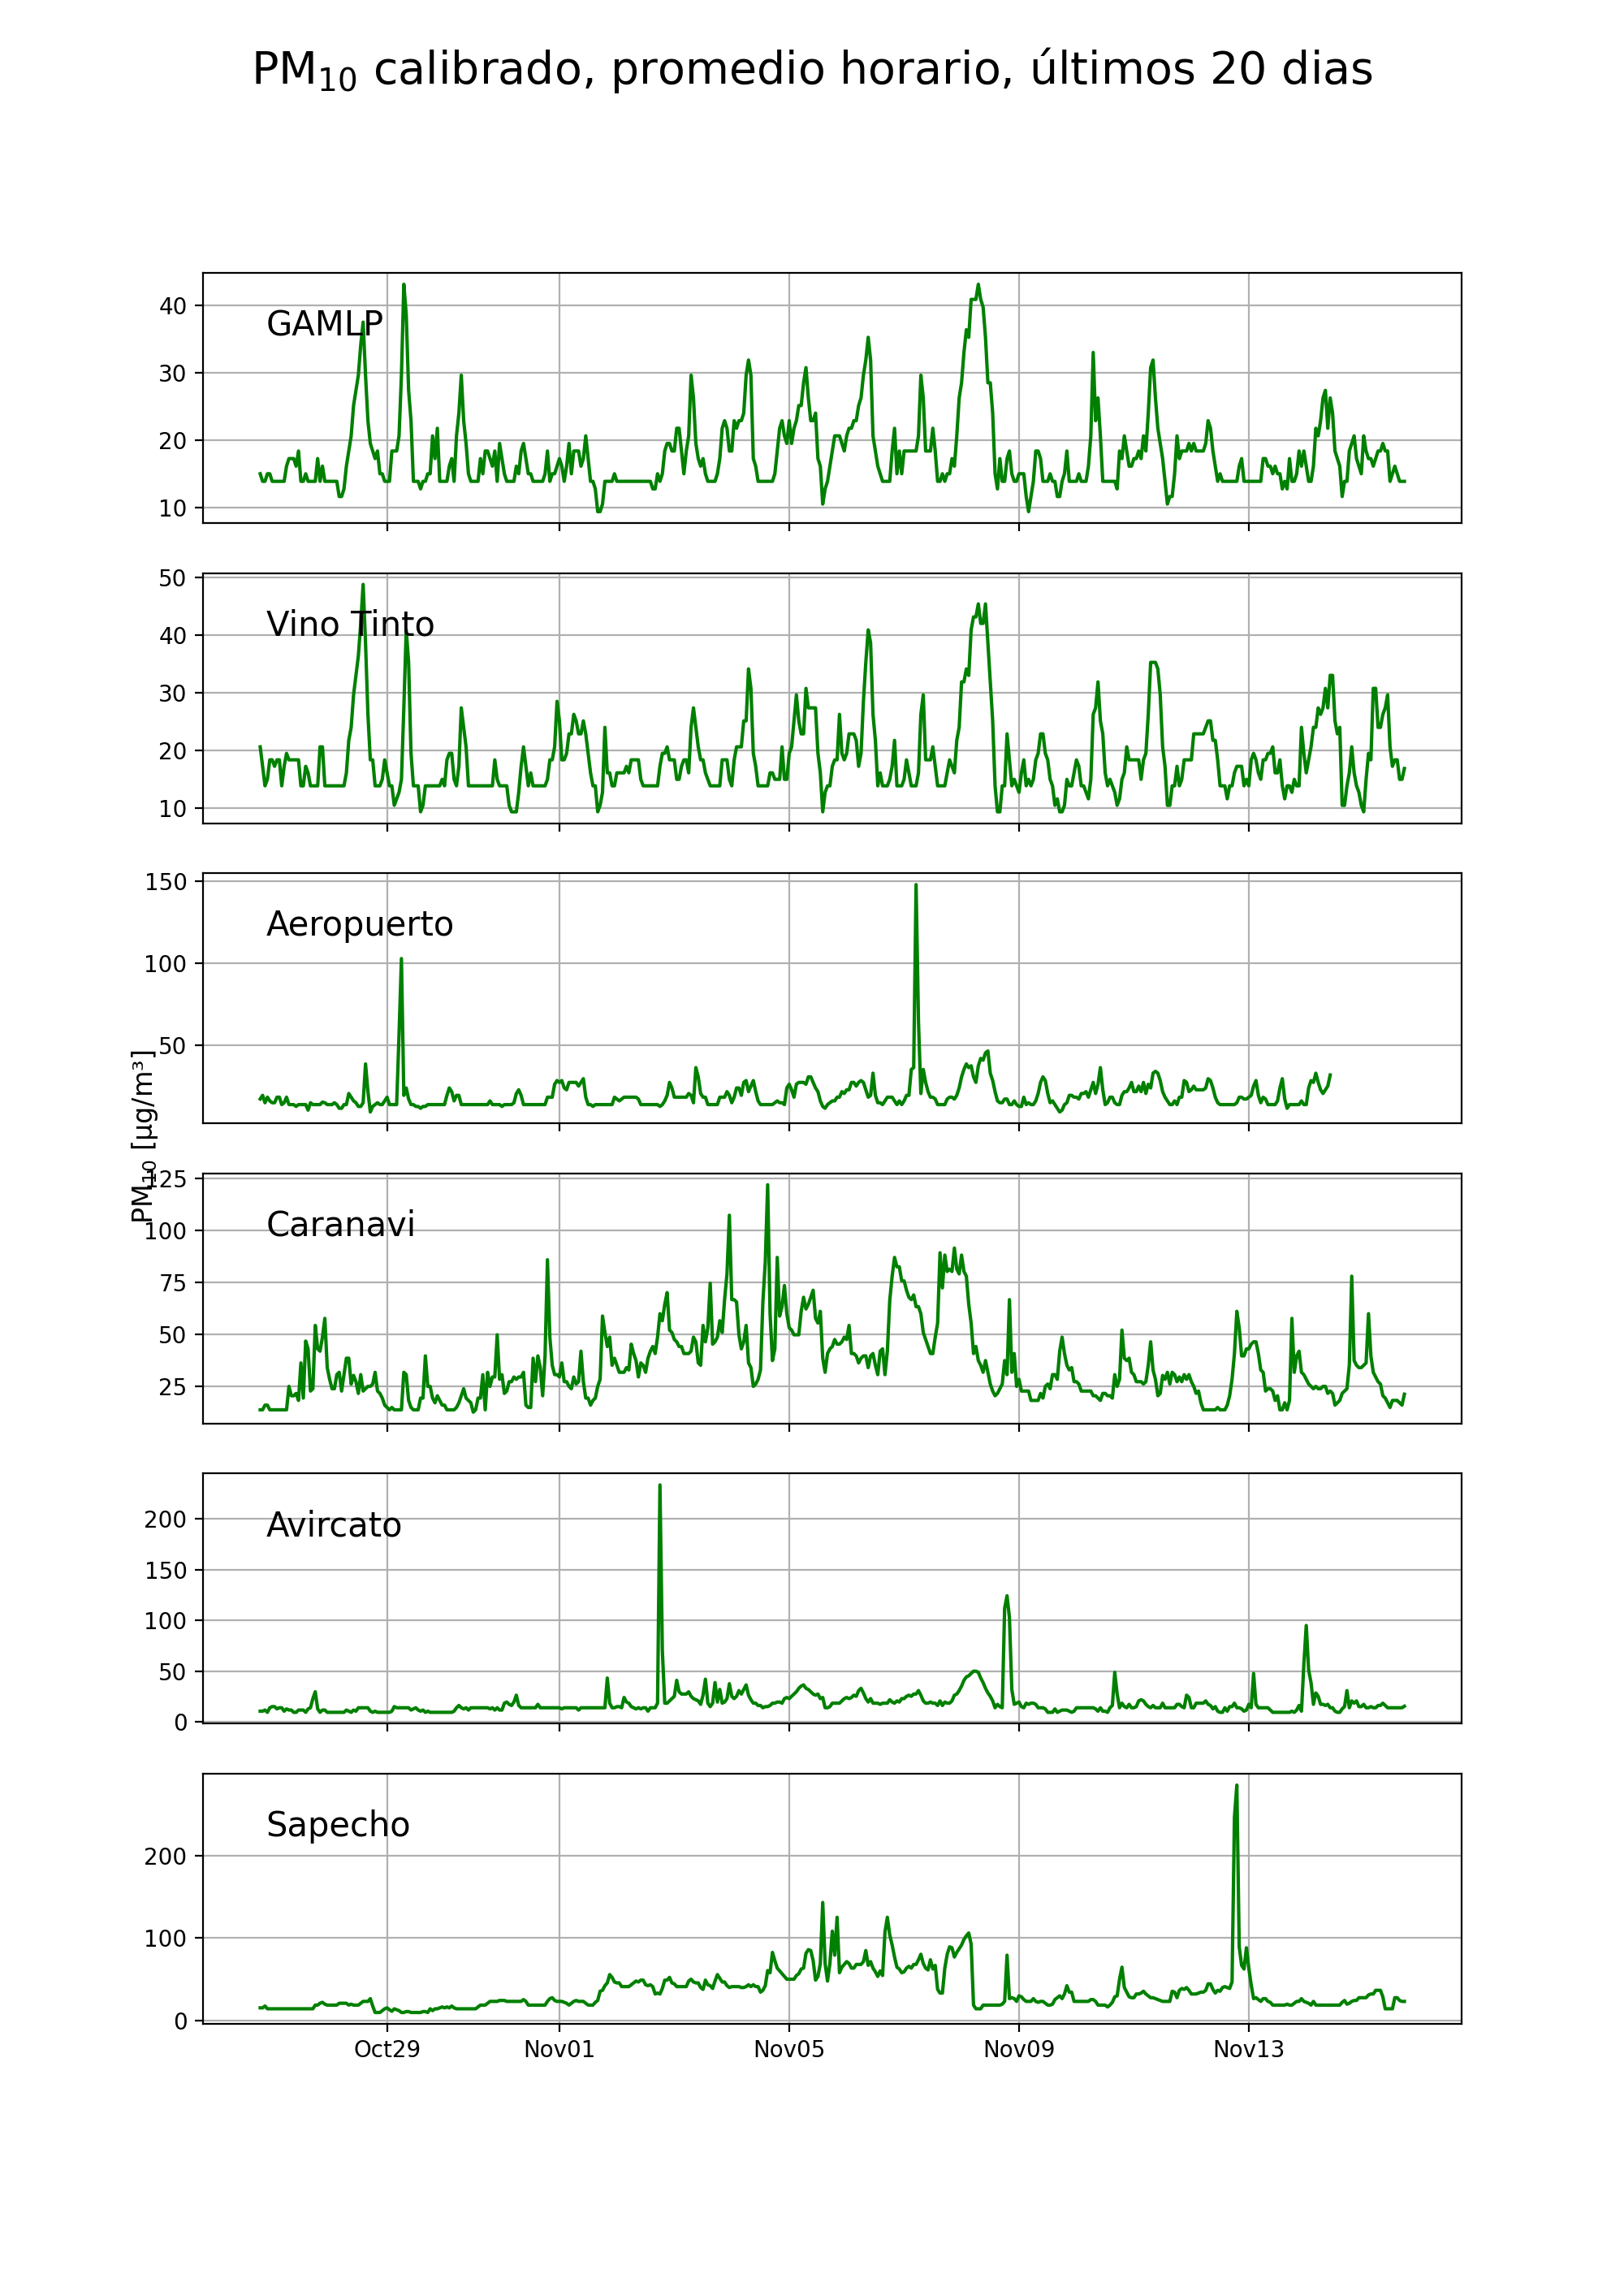 PM₁₀ calibrado, promedio horario, últimos 20 dias
GAMLP
40
30
20
10
Vino Tinto
50
40
30
20
10
Aeropuerto
150
100
50
PM₁₀ [µg/m³]
Caranavi
125
100
75
50
25
Avircato
200
150
100
50
0
Sapecho
200
100
0
Oct29 Nov01 Nov05 Nov09 Nov13